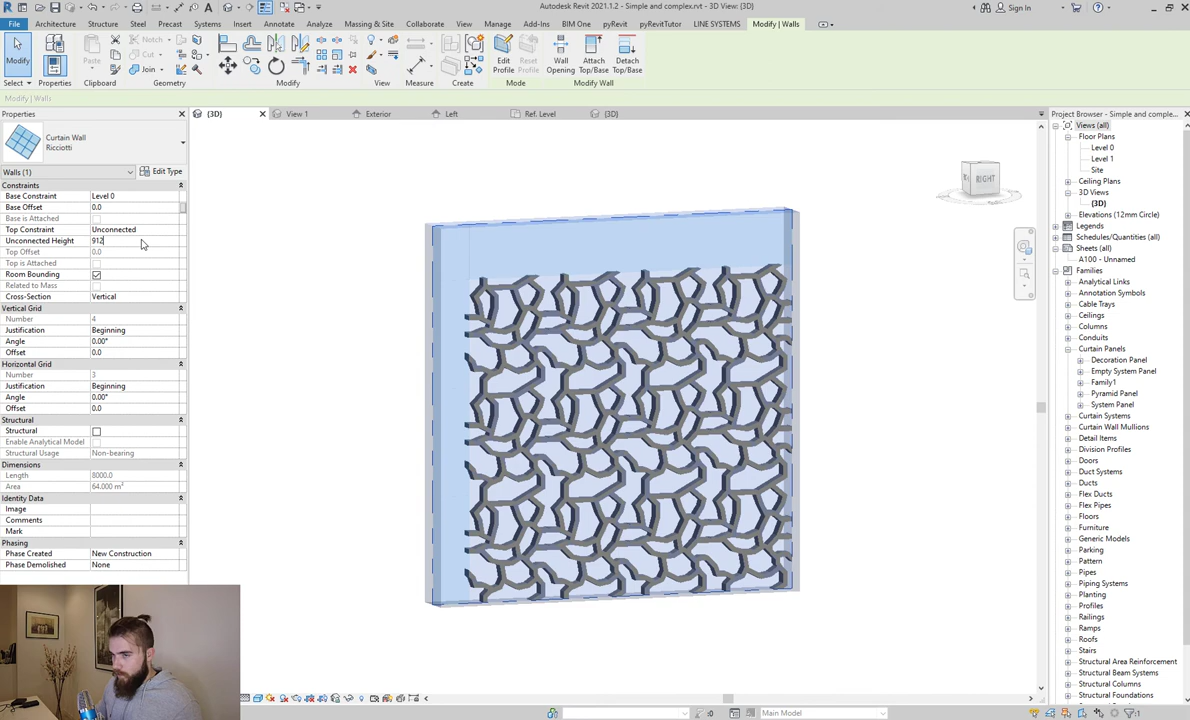 Autodesk Revit 2021.1.2 - Simple and complex.rvt - 3D View: {3D}
Sign In
File Architecture Structure Steel Precast Systems Insert Annotate Analyze Massing & Site Collaborate View Manage Add-Ins BIM One pyRevit pyRevitTutor LINE SYSTEMS Modify | Walls
Modify
Properties
Paste
Notch
Cut
Join
Edit Profile
Reset Profile
Wall Opening
Attach Top/Base
Detach Top/Base
Select Properties Clipboard Geometry Modify View Measure Create Mode Modify Wall
Modify | Walls
Properties
Curtain Wall
Ricciotti
Walls (1)
Edit Type
Constraints
Base Constraint Level 0
Base Offset 0.0
Base is Attached
Top Constraint Unconnected
Unconnected Height 912
Top Offset 0.0
Top is Attached
Room Bounding
Related to Mass
Cross-Section Vertical
Vertical Grid
Number 4
Justification Beginning
Angle 0.00°
Offset 0.0
Horizontal Grid
Number 3
Justification Beginning
Angle 0.00°
Offset 0.0
Structural
Structural
Enable Analytical Model
Structural Usage Non-bearing
Dimensions
Length 8000.0
Area 64.000 m²
Identity Data
Image
Comments
Mark
Phasing
Phase Created New Construction
Phase Demolished None
{3D} View 1 Exterior Left Ref. Level {3D}
RIGHT
Project Browser - Simple and comple...
Views (all)
Floor Plans
Level 0
Level 1
Site
Ceiling Plans
3D Views
{3D}
Elevations (12mm Circle)
Legends
Schedules/Quantities (all)
Sheets (all)
A100 - Unnamed
Families
Analytical Links
Annotation Symbols
Cable Trays
Ceilings
Columns
Conduits
Curtain Panels
Decoration Panel
Empty System Panel
Family1
Pyramid Panel
System Panel
Curtain Systems
Curtain Wall Mullions
Detail Items
Division Profiles
Doors
Duct Systems
Ducts
Flex Ducts
Flex Pipes
Floors
Furniture
Generic Models
Parking
Pattern
Pipes
Piping Systems
Planting
Profiles
Railings
Ramps
Roofs
Stairs
Structural Area Reinforcement
Structural Beam Systems
Structural Columns
Structural Foundations
:0
Main Model
:1